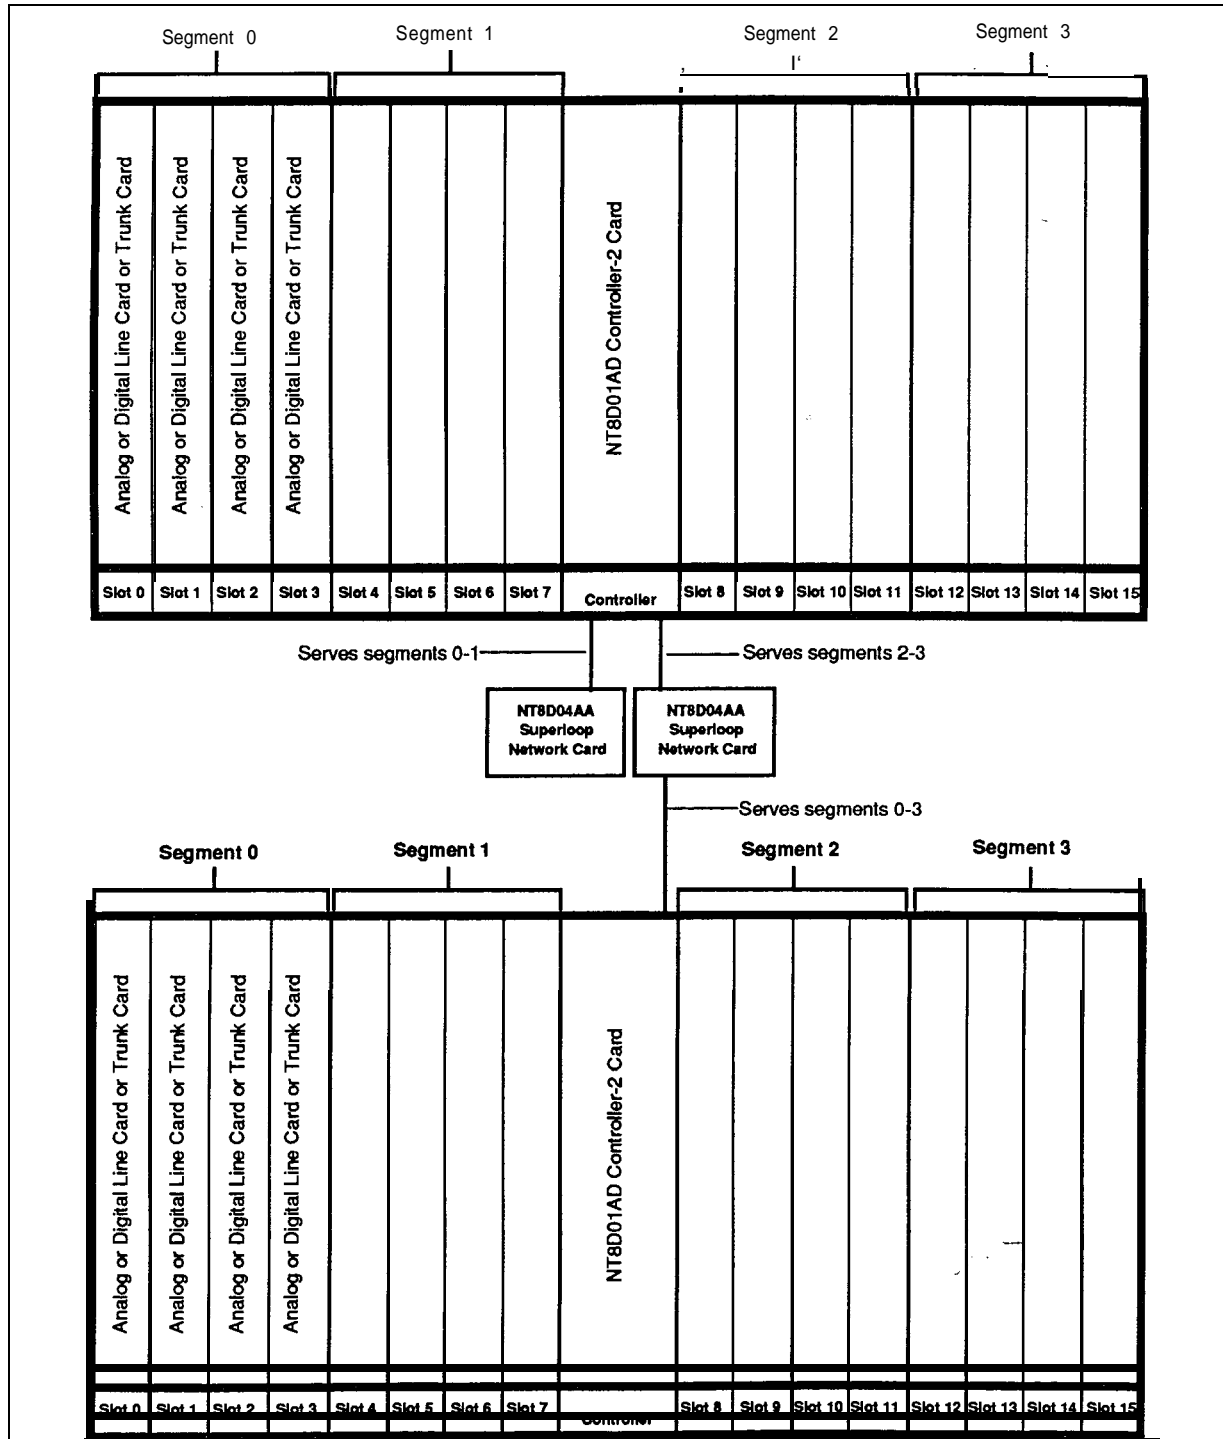 Segment 0 Segment 1 Segment 2 Segment 3
Analog or Digital Line Card or Trunk Card
Analog or Digital Line Card or Trunk Card
Analog or Digital Line Card or Trunk Card
Analog or Digital Line Card or Trunk Card
NT8D01AD Controller-2 Card
Slot 0 Slot 1 Slot 2 Slot 3 Slot 4 Slot 5 Slot 6 Slot 7 Controller Slot 8 Slot 9 Slot 10 Slot 11 Slot 12 Slot 13 Slot 14 Slot 15
Serves segments 0-1
Serves segments 2-3
NT8D04AA
Superloop
Network Card
NT8D04AA
Superloop
Network Card
Serves segments 0-3
Segment 0 Segment 1 Segment 2 Segment 3
Analog or Digital Line Card or Trunk Card
Analog or Digital Line Card or Trunk Card
Analog or Digital Line Card or Trunk Card
Analog or Digital Line Card or Trunk Card
NT8D01AD Controller-2 Card
Slot 0 Slot 1 Slot 2 Slot 3 Slot 4 Slot 5 Slot 6 Slot 7 Controller Slot 8 Slot 9 Slot 10 Slot 11 Slot 12 Slot 13 Slot 14 Slot 15